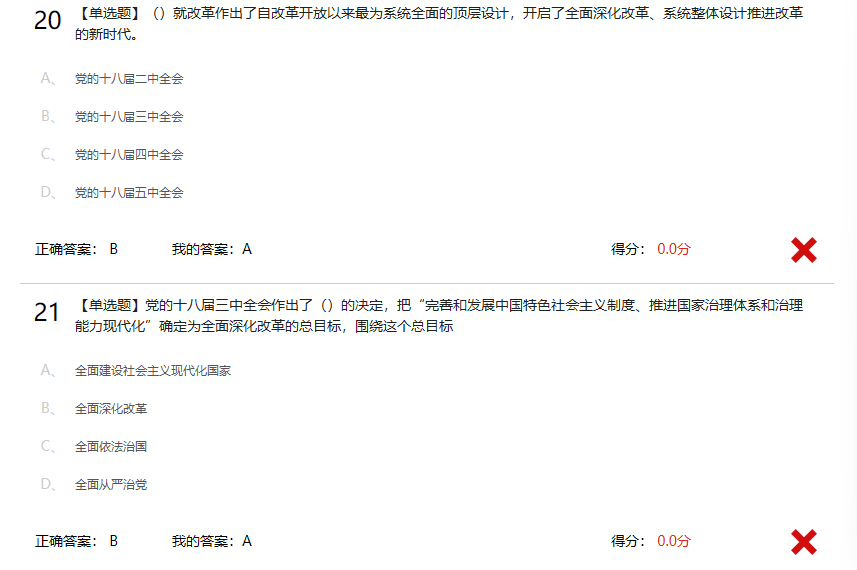 20 【单选题】（）就改革作出了自改革开放以来最为系统全面的顶层设计，开启了全面深化改革、系统整体设计推进改革
的新时代。
A、 党的十八届二中全会
B、 党的十八届三中全会
C、 党的十八届四中全会
D、 党的十八届五中全会
正确答案： B 我的答案：A 得分： 0.0分
21 【单选题】党的十八届三中全会作出了（）的决定，把“完善和发展中国特色社会主义制度、推进国家治理体系和治理
能力现代化”确定为全面深化改革的总目标，围绕这个总目标
A、 全面建设社会主义现代化国家
B、 全面深化改革
C、 全面依法治国
D、 全面从严治党
正确答案： B 我的答案：A 得分： 0.0分